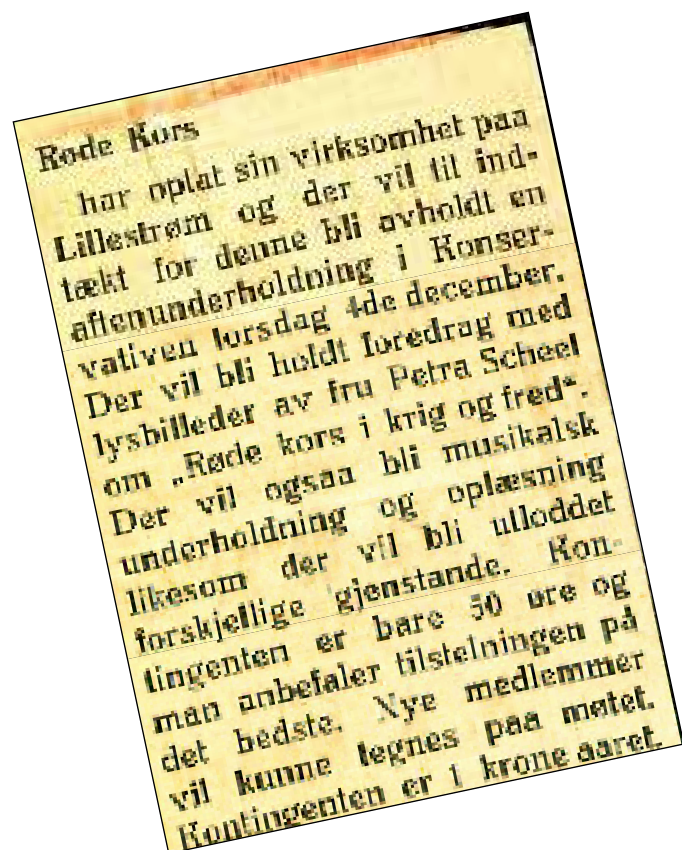 Røde Kors
har oplat sin virksomhet paa
Lillestrøm og der vil til ind-
tækt for denne bli avholdt en
aftenunderholdning i Konser-
vativen torsdag 4de december.
Der vil bli holdt foredrag med
lysbilleder av fru Petra Scheel
om „Røde kors i krig og fred“.
Der vil ogsaa bli musikalsk
underholdning og oplæsning
likesom der vil bli utloddet
forskjellige gjenstande. Kon-
tingenten er bare 50 øre og
man anbefaler tilstelningen på
det bedste. Nye medlemmer
vil kunne tegnes paa møtet.
Kontingenten er 1 krone aaret.